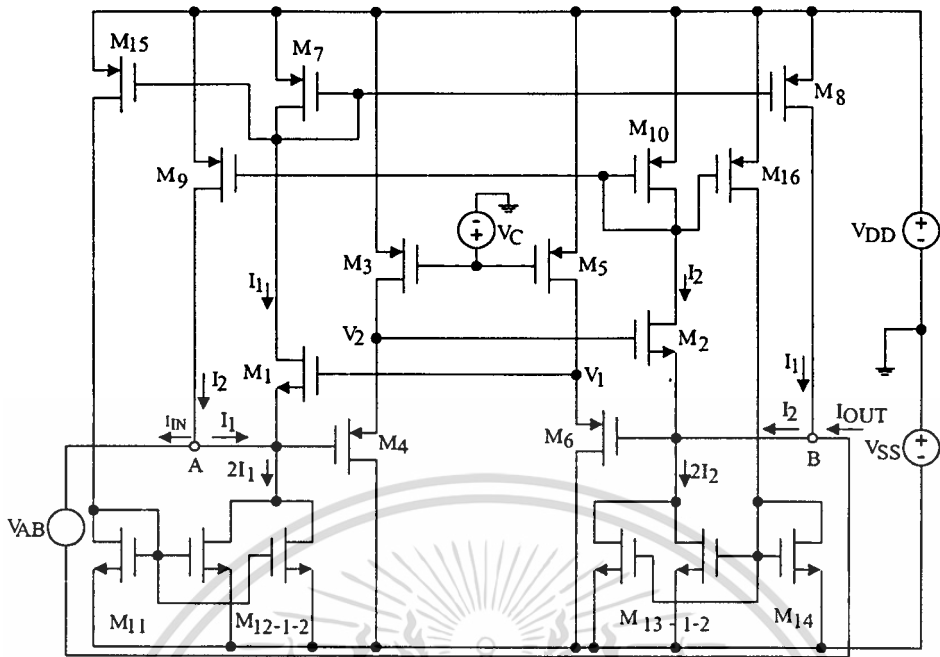 M15
M7
M8
M10
M9
M16
VC
VDD
M3
M5
I1
I2
V2
M2
M1
V1
I1
I2
IIN
I1
I2
IOUT
A
M4
M6
B
VSS
2I1
2I2
VAB
M11
M12-1-2
M13 - 1-2
M14